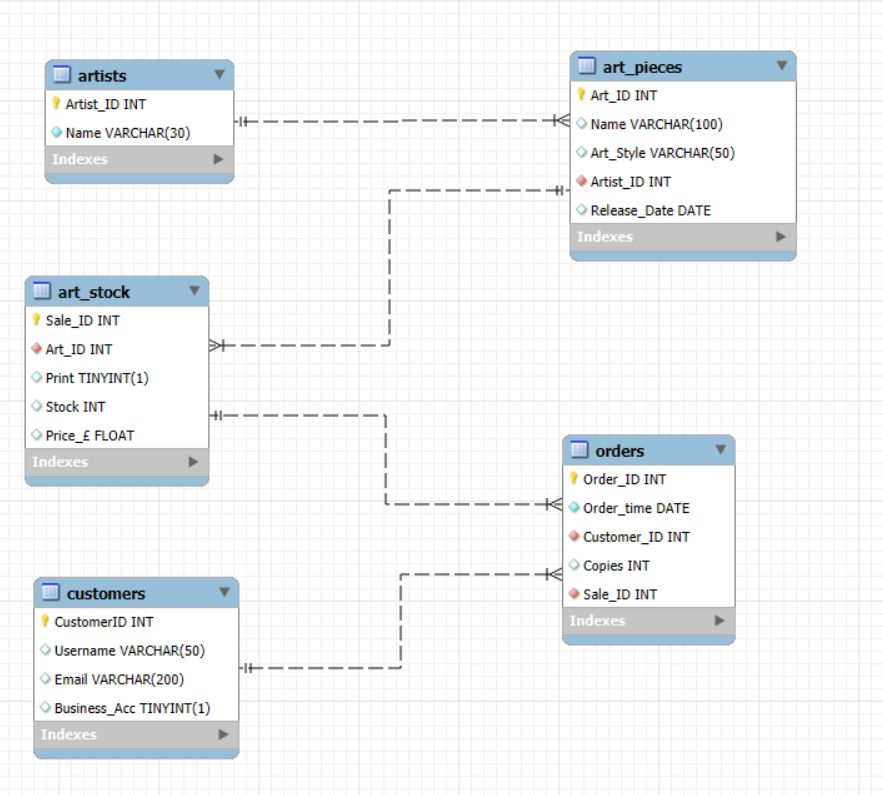 artists
Artist_ID INT
Name VARCHAR(30)
Indexes
art_pieces
Art_ID INT
Name VARCHAR(100)
Art_Style VARCHAR(50)
Artist_ID INT
Release_Date DATE
Indexes
art_stock
Sale_ID INT
Art_ID INT
Print TINYINT(1)
Stock INT
Price_£ FLOAT
Indexes
orders
Order_ID INT
Order_time DATE
Customer_ID INT
Copies INT
Sale_ID INT
Indexes
customers
CustomerID INT
Username VARCHAR(50)
Email VARCHAR(200)
Business_Acc TINYINT(1)
Indexes